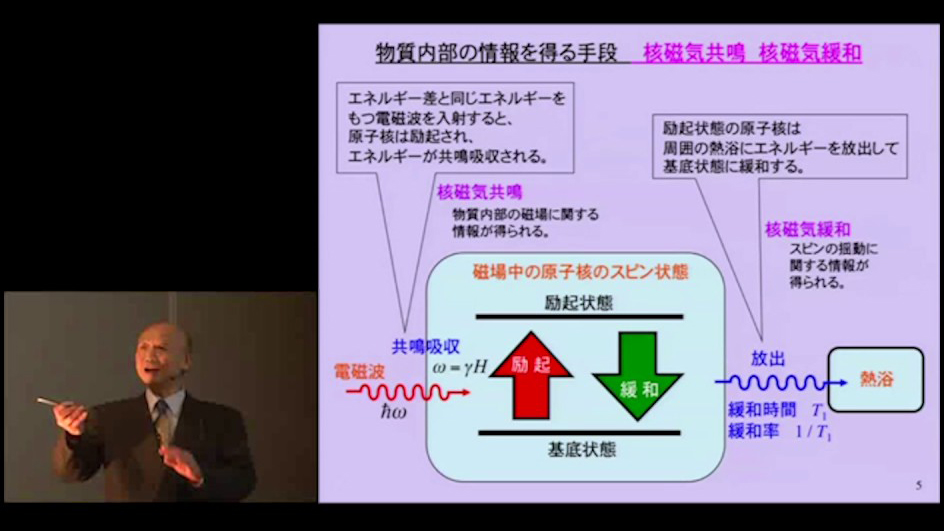 物質内部の情報を得る手段 核磁気共鳴 核磁気緩和
エネルギー差と同じエネルギーを
もつ電磁波を入射すると、
原子核は励起され、
エネルギーが共鳴吸収される。
励起状態の原子核は
周囲の熱浴にエネルギーを放出して
基底状態に緩和する。
核磁気共鳴
物質内部の磁場に関する
情報が得られる。
核磁気緩和
スピンの揺動に
関する情報が
得られる。
磁場中の原子核のスピン状態
励起状態
共鳴吸収
ω = γH
電磁波
ħω
励起
緩和
基底状態
放出
熱浴
緩和時間 T₁
緩和率 1 / T₁
5